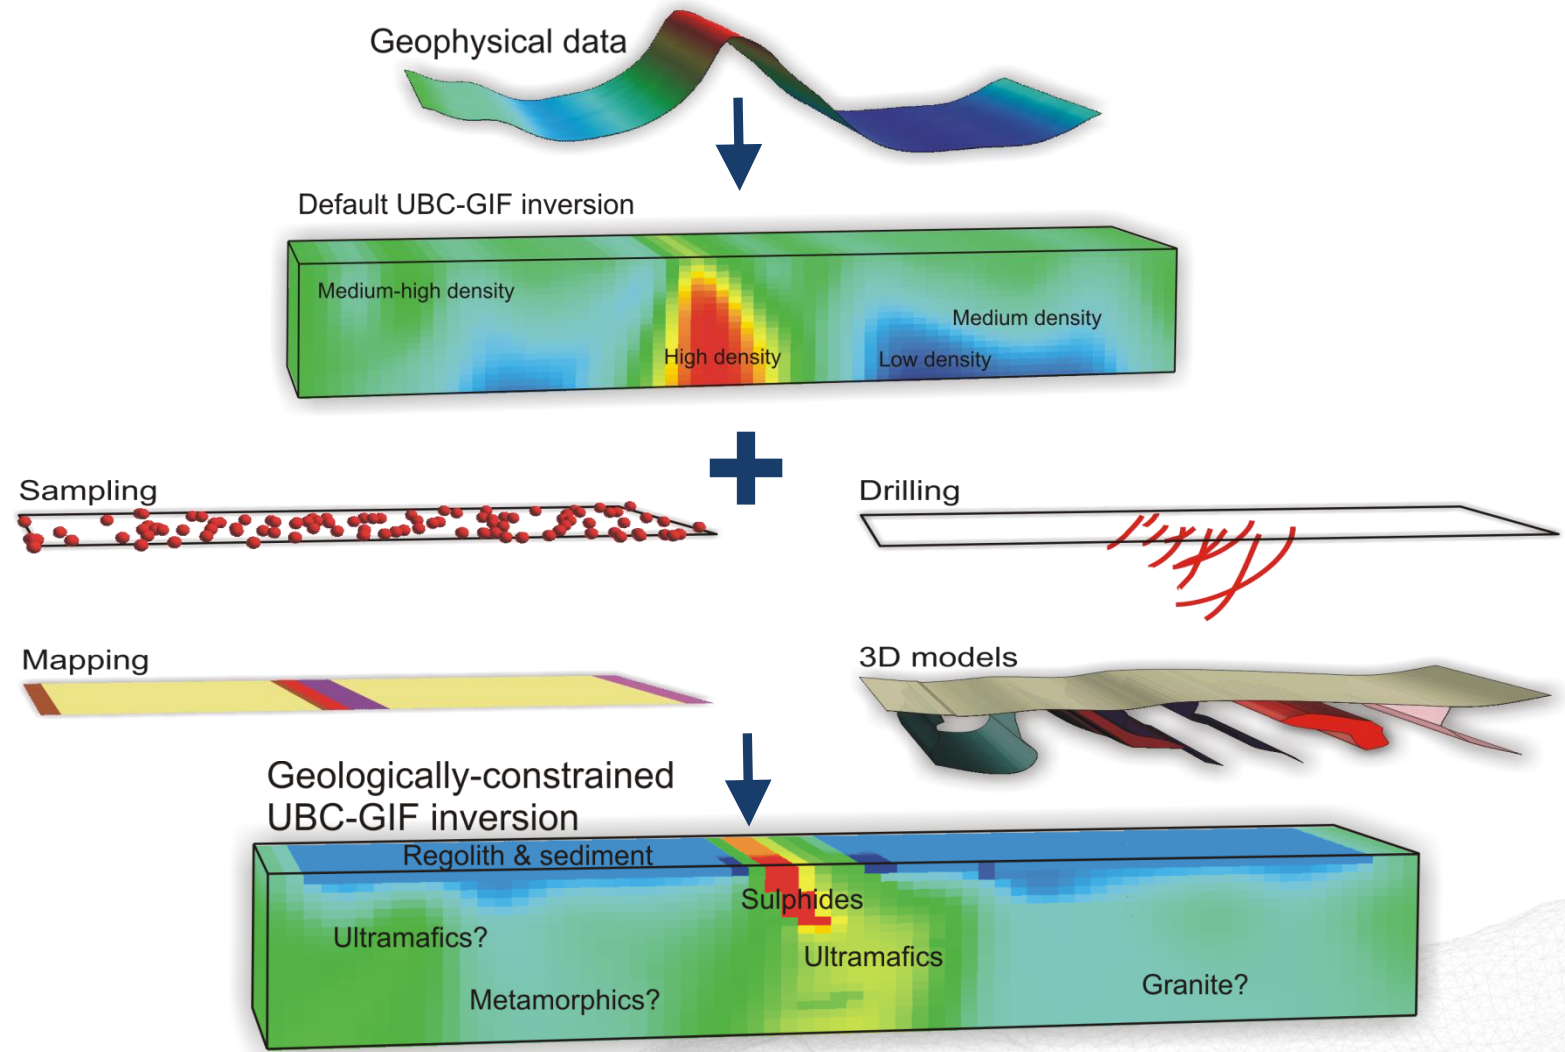 Geophysical data
Default UBC-GIF inversion
Medium-high density
Medium density
High density
Low density
Sampling
Drilling
Mapping
3D models
Geologically-constrained
UBC-GIF inversion
Regolith & sediment
Sulphides
Ultramafics?
Ultramafics
Metamorphics?
Granite?